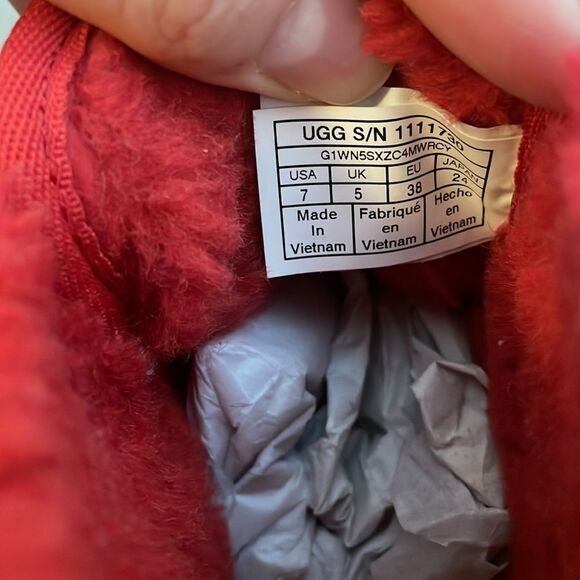 UGG S/N 1111730
G1WN5SXZC4MWRCY
USA UK EU JAPAN
7 5 38 24
Made In Vietnam
Fabriqué en Vietnam
Hecho en Vietnam